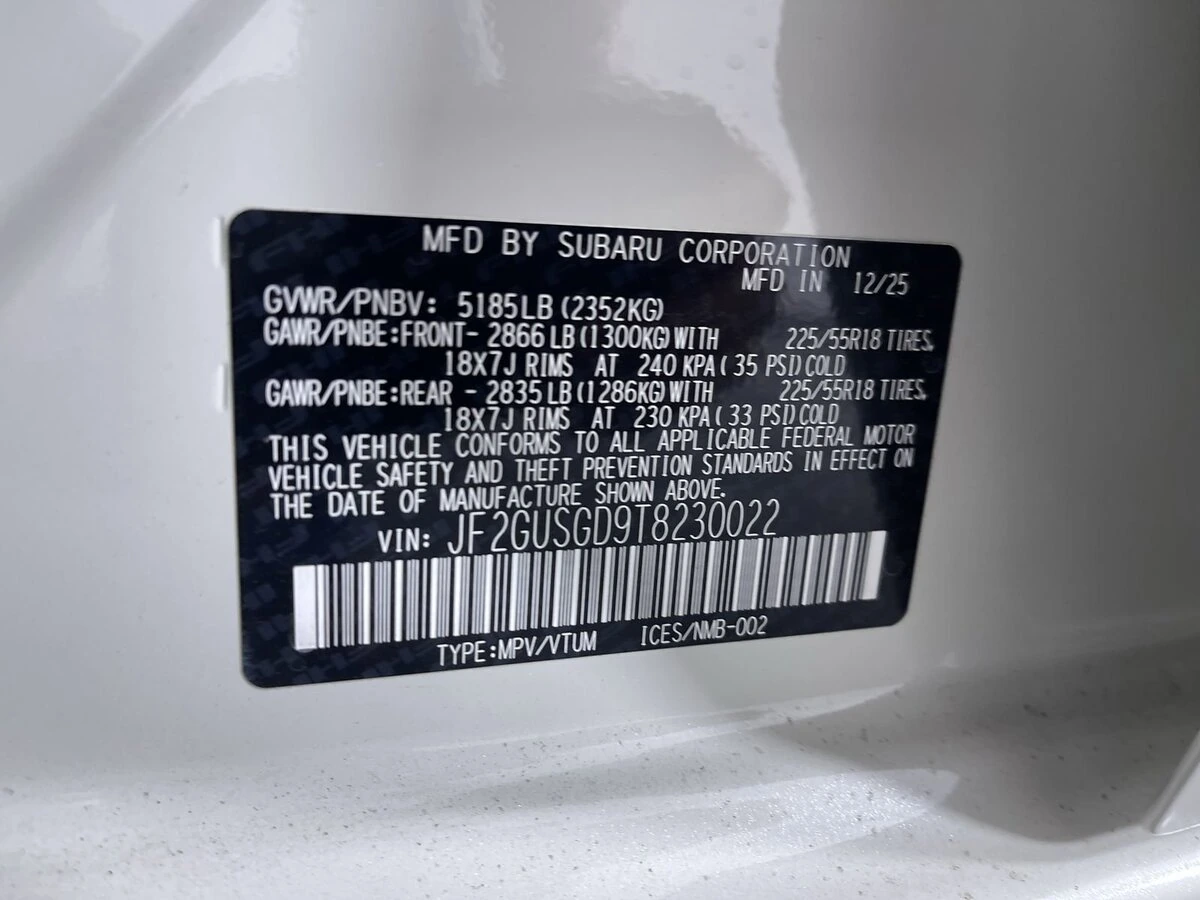 MFD BY SUBARU CORPORATION
MFD IN 12/25
GVWR/PNBV: 5185LB (2352KG)
GAWR/PNBE:FRONT- 2866 LB (1300KG) WITH 225/55R18 TIRES,
18X7J RIMS AT 240 KPA ( 35 PSI) COLD
GAWR/PNBE:REAR - 2835 LB (1286KG) WITH 225/55R18 TIRES,
18X7J RIMS AT 230 KPA ( 33 PSI) COLD
THIS VEHICLE CONFORMS TO ALL APPLICABLE FEDERAL MOTOR
VEHICLE SAFETY AND THEFT PREVENTION STANDARDS IN EFFECT ON
THE DATE OF MANUFACTURE SHOWN ABOVE.
VIN: JF2GUSGD9T8230022
TYPE:MPV/VTUM ICES/NMB-002